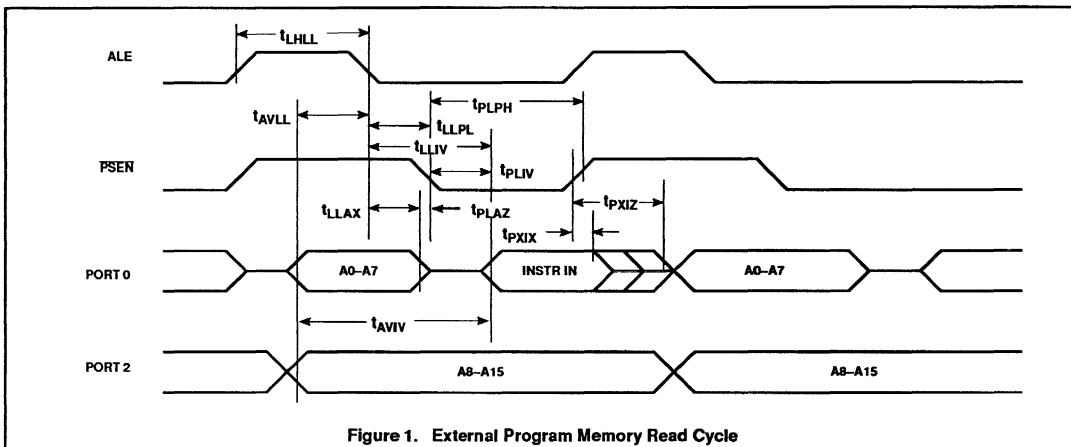 ALE
tLHLL
tAVLL
tPLPH
tLLPL
tLLIV
PSEN
tPLIV
tLLAX
tPLAZ
tPXIZ
tPXIX
PORT 0
A0–A7
INSTR IN
A0–A7
tAVIV
PORT 2
A8–A15
A8–A15
Figure 1. External Program Memory Read Cycle